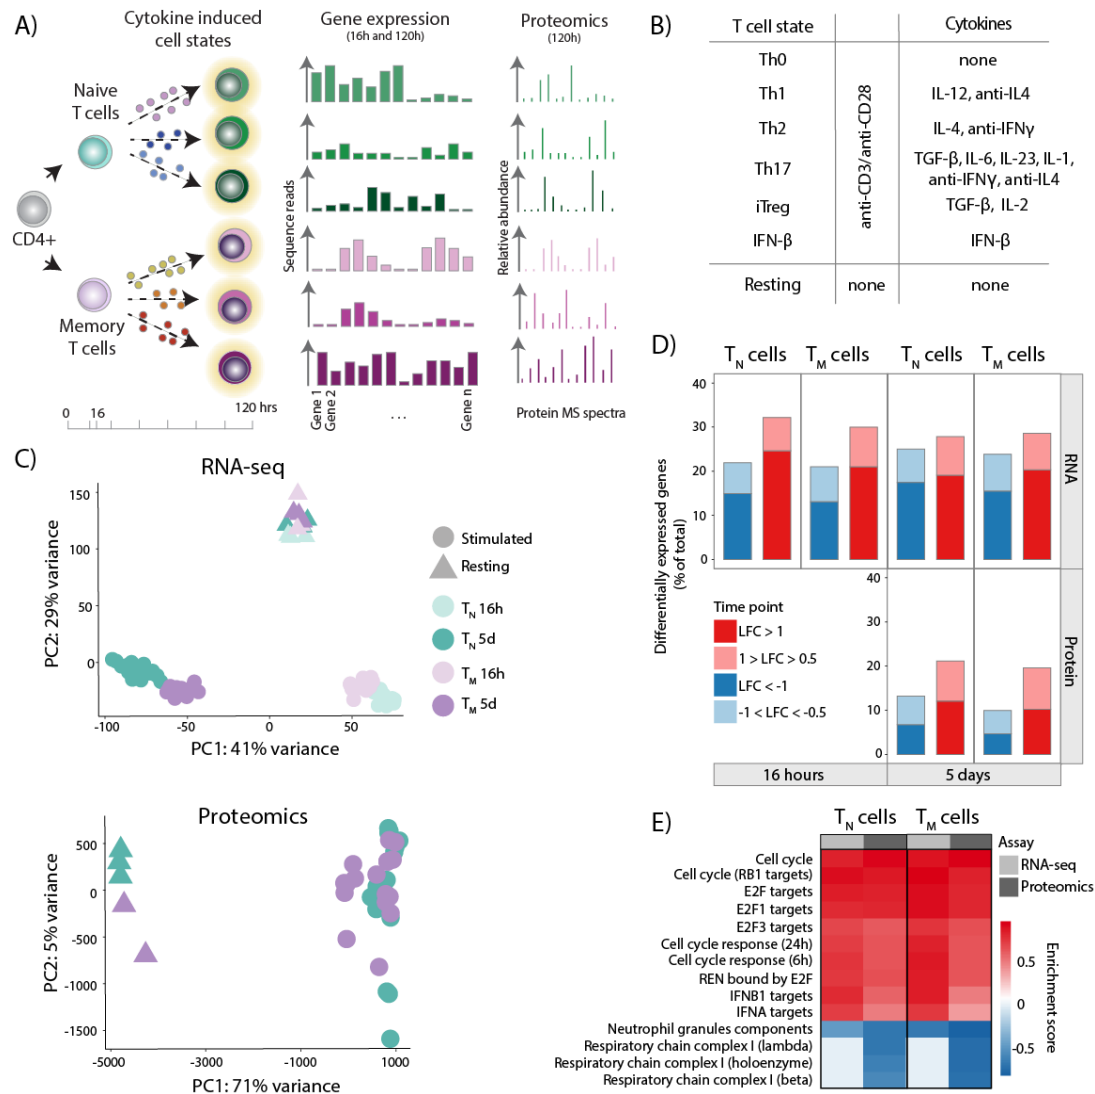 A)
Cytokine induced
cell states
Gene expression
(16h and 120h)
Proteomics
(120h)
Naive
T cells
CD4+
Memory
T cells
0
16
120 hrs
Sequence reads
Relative abundance
Gene 1
Gene 2
...
Gene n
Protein MS spectra
B)
T cell state
Cytokines
Th0
none
Th1
IL-12, anti-IL4
Th2
IL-4, anti-IFNγ
Th17
TGF-β, IL-6, IL-23, IL-1,
anti-IFNγ, anti-IL4
iTreg
TGF-β, IL-2
IFN-β
IFN-β
anti-CD3/anti-CD28
Resting
none
none
C)
RNA-seq
150
100
50
0
PC2: 29% variance
-100
-50
0
50
PC1: 41% variance
Stimulated
Resting
TN 16h
TN 5d
TM 16h
TM 5d
Proteomics
500
0
-500
-1000
-1500
PC2: 5% variance
-5000
-3000
-1000
1000
PC1: 71% variance
D)
TN cells
TM cells
TN cells
TM cells
40
30
20
10
0
RNA
Differentially expressed genes
(% of total)
40
20
10
0
Protein
Time point
LFC > 1
1 > LFC > 0.5
LFC < -1
-1 < LFC < -0.5
16 hours
5 days
E)
TN cells
TM cells
Assay
RNA-seq
Proteomics
Cell cycle
Cell cycle (RB1 targets)
E2F targets
E2F1 targets
E2F3 targets
Cell cycle response (24h)
Cell cycle response (6h)
REN bound by E2F
IFNB1 targets
IFNA targets
Neutrophil granules components
Respiratory chain complex I (lambda)
Respiratory chain complex I (holoenzyme)
Respiratory chain complex I (beta)
0.5
0
-0.5
Enrichment score